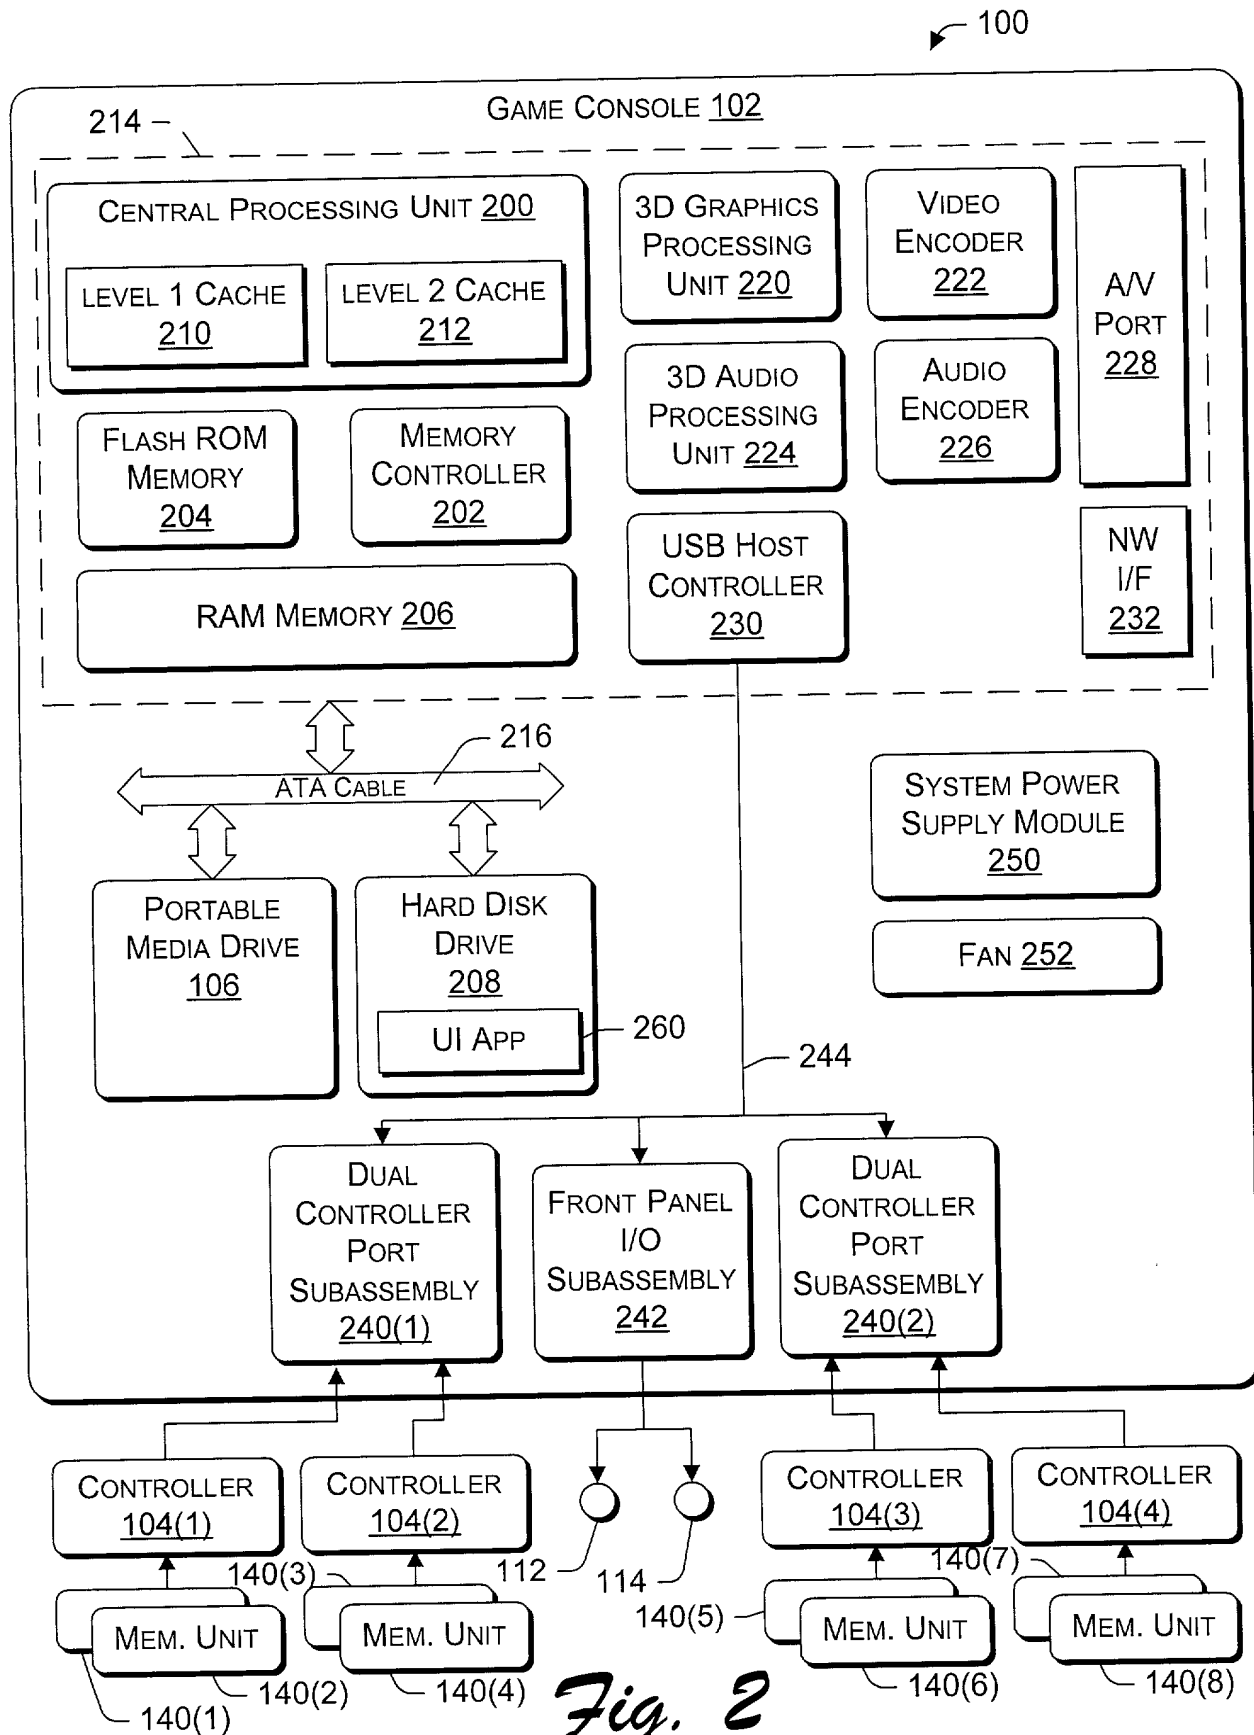 100
GAME CONSOLE 102
214
CENTRAL PROCESSING UNIT 200
LEVEL 1 CACHE
210
LEVEL 2 CACHE
212
3D GRAPHICS
PROCESSING
UNIT 220
VIDEO
ENCODER
222
A/V
PORT
228
3D AUDIO
PROCESSING
UNIT 224
AUDIO
ENCODER
226
FLASH ROM
MEMORY
204
MEMORY
CONTROLLER
202
USB HOST
CONTROLLER
230
NW
I/F
232
RAM MEMORY 206
216
ATA CABLE
SYSTEM POWER
SUPPLY MODULE
250
PORTABLE
MEDIA DRIVE
106
HARD DISK
DRIVE
208
UI APP
260
FAN 252
244
DUAL
CONTROLLER
PORT
SUBASSEMBLY
240(1)
FRONT PANEL
I/O
SUBASSEMBLY
242
DUAL
CONTROLLER
PORT
SUBASSEMBLY
240(2)
CONTROLLER
104(1)
CONTROLLER
104(2)
CONTROLLER
104(3)
CONTROLLER
104(4)
112
114
140(3)
140(7)
140(5)
MEM. UNIT
MEM. UNIT
MEM. UNIT
MEM. UNIT
140(1)
140(2)
140(4)
140(6)
140(8)
Fig. 2